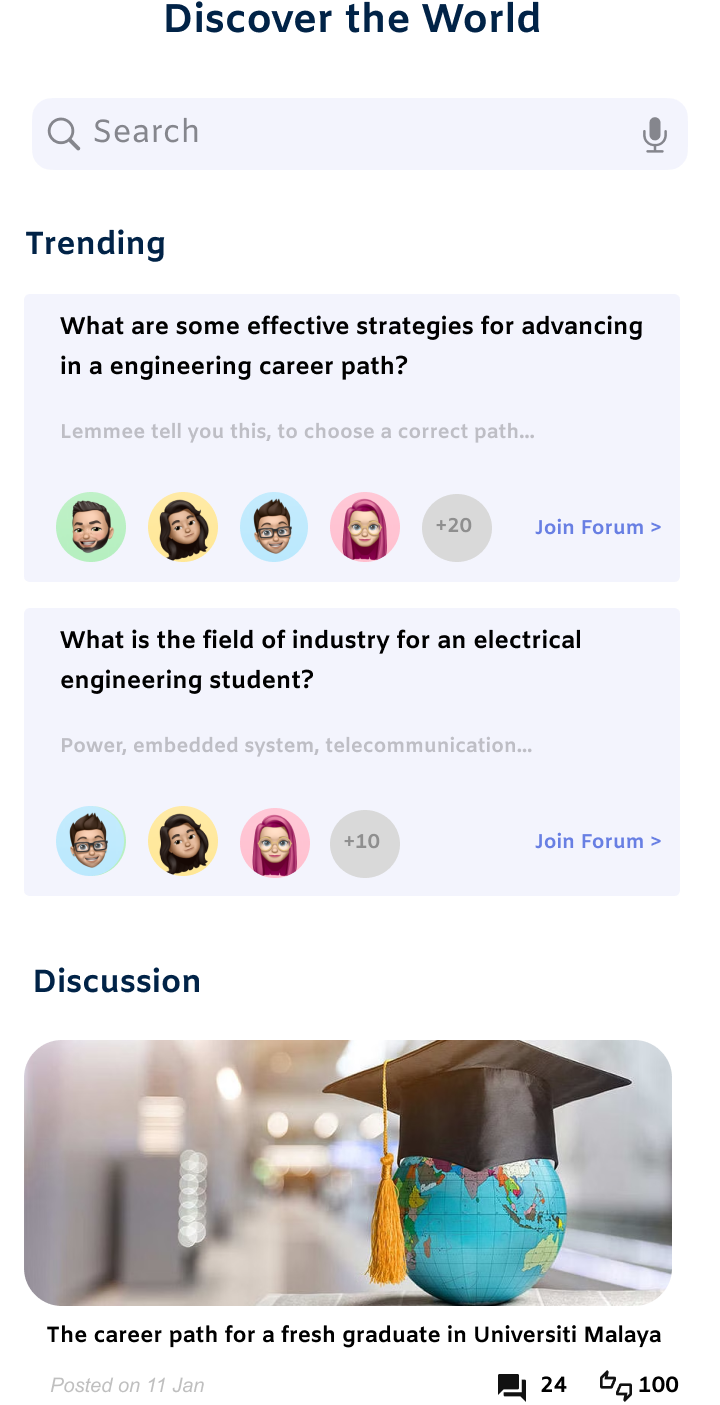 Discover the World
Search
Trending
What are some effective strategies for advancing
in a engineering career path?
Lemmee tell you this, to choose a correct path...
+20
Join Forum >
What is the field of industry for an electrical
engineering student?
Power, embedded system, telecommunication...
+10
Join Forum >
Discussion
The career path for a fresh graduate in Universiti Malaya
Posted on 11 Jan
24
100